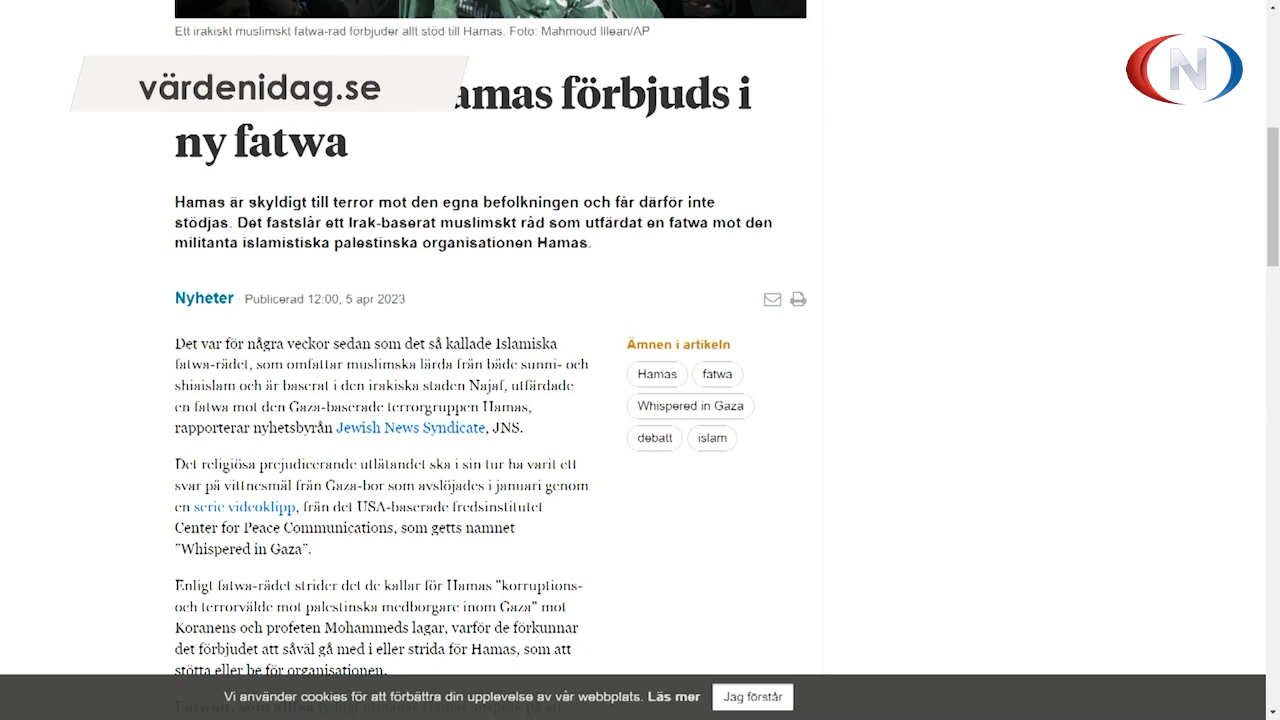 Ett irakiskt muslimskt fatwa-råd förbjuder allt stöd till Hamas. Foto: Mahmoud Illean/AP
värdenidag.se
amas förbjuds i
ny fatwa
N
Hamas är skyldigt till terror mot den egna befolkningen och får därför inte
stödjas. Det fastslår ett Irak-baserat muslimskt råd som utfärdat en fatwa mot den
militanta islamistiska palestinska organisationen Hamas.
Nyheter · Publicerad 12:00, 5 apr 2023
Det var för några veckor sedan som det så kallade Islamiska
fatwa-rådet, som omfattar muslimska lärda från både sunni- och
shiaislam och är baserat i den irakiska staden Najaf, utfärdade
en fatwa mot den Gaza-baserade terrorgruppen Hamas,
rapporterar nyhetsbyrån Jewish News Syndicate, JNS.
Det religiösa prejudicerande utlåtandet ska i sin tur ha varit ett
svar på vittnesmål från Gaza-bor som avslöjades i januari genom
en serie videoklipp, från det USA-baserade fredsinstitutet
Center for Peace Communications, som getts namnet
"Whispered in Gaza".
Enligt fatwa-rådet strider det de kallar för Hamas "korruptions-
och terrorvälde mot palestinska medborgare inom Gaza" mot
Koranens och profeten Mohammeds lagar, varför de förkunnar
det förbjudet att såväl gå med i eller strida för Hamas, som att
stötta eller be för organisationen.
Ämnen i artikeln
Hamas
fatwa
Whispered in Gaza
debatt
islam
Vi använder cookies för att förbättra din upplevelse av vår webbplats. Läs mer
Jag förstår